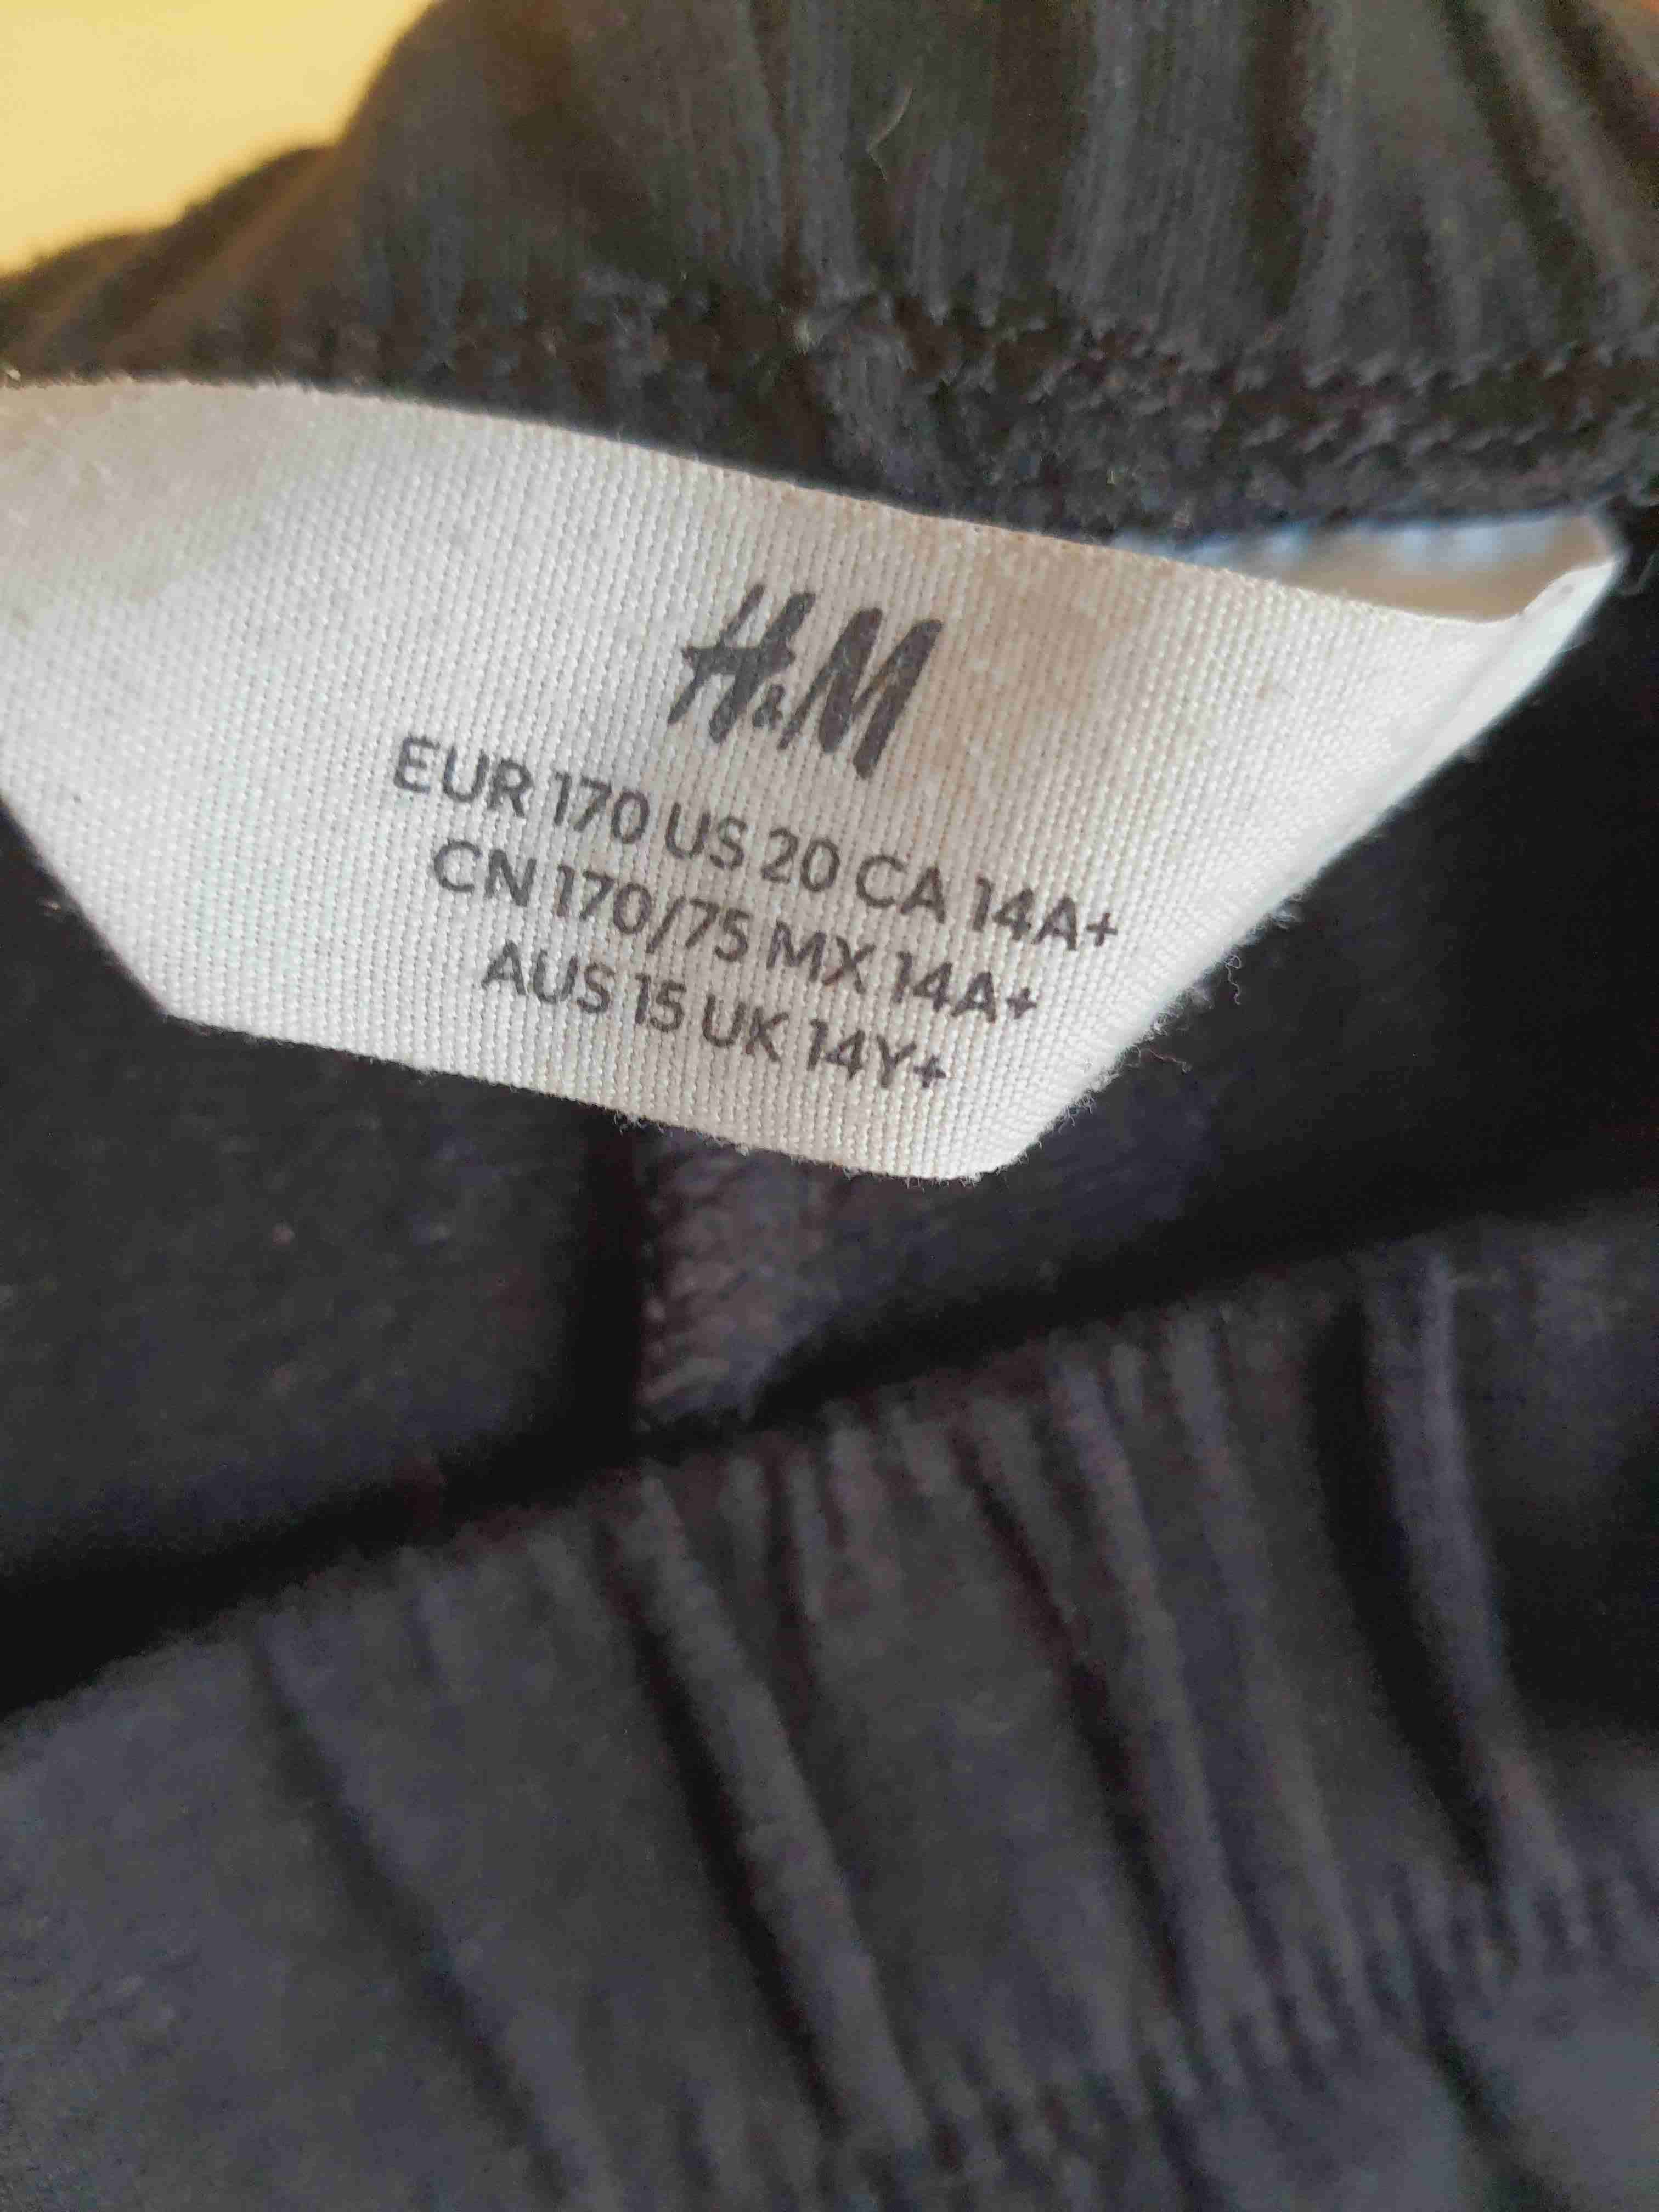 H&M
EUR 170 US 20 CA 14A+
CN 170/75 MX 14A+
AUS 15 UK 14Y+